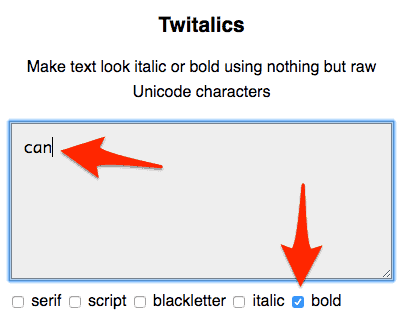 Twitalics
Make text look italic or bold using nothing but raw
Unicode characters
can
serif script blackletter italic bold